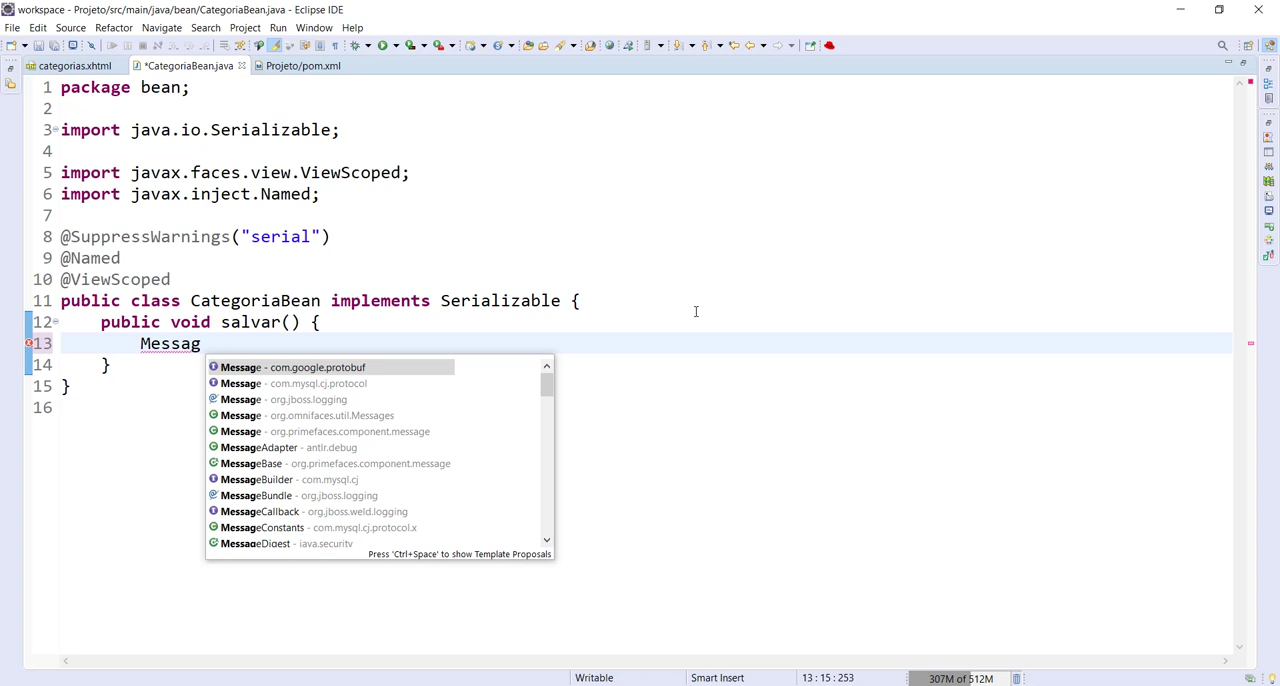 workspace - Projeto/src/main/java/bean/CategoriaBean.java - Eclipse IDE
File Edit Source Refactor Navigate Search Project Run Window Help
categorias.xhtml *CategoriaBean.java Projeto/pom.xml
1 package bean;
2
3 import java.io.Serializable;
4
5 import javax.faces.view.ViewScoped;
6 import javax.inject.Named;
7
8 @SuppressWarnings("serial")
9 @Named
10 @ViewScoped
11 public class CategoriaBean implements Serializable {
12 public void salvar() {
13 Messag
14 }
15 }
16
Message - com.google.protobuf
Message - com.mysql.cj.protocol
Message - org.jboss.logging
Message - org.omnifaces.util.Messages
Message - org.primefaces.component.message
MessageAdapter - antlr.debug
MessageBase - org.primefaces.component.message
MessageBuilder - com.mysql.cj
MessageBundle - org.jboss.logging
MessageCallback - org.jboss.weld.logging
MessageConstants - com.mysql.cj.protocol.x
MessageDigest - java.security
Press 'Ctrl+Space' to show Template Proposals
Writable Smart Insert 13 : 15 : 253 307M of 512M